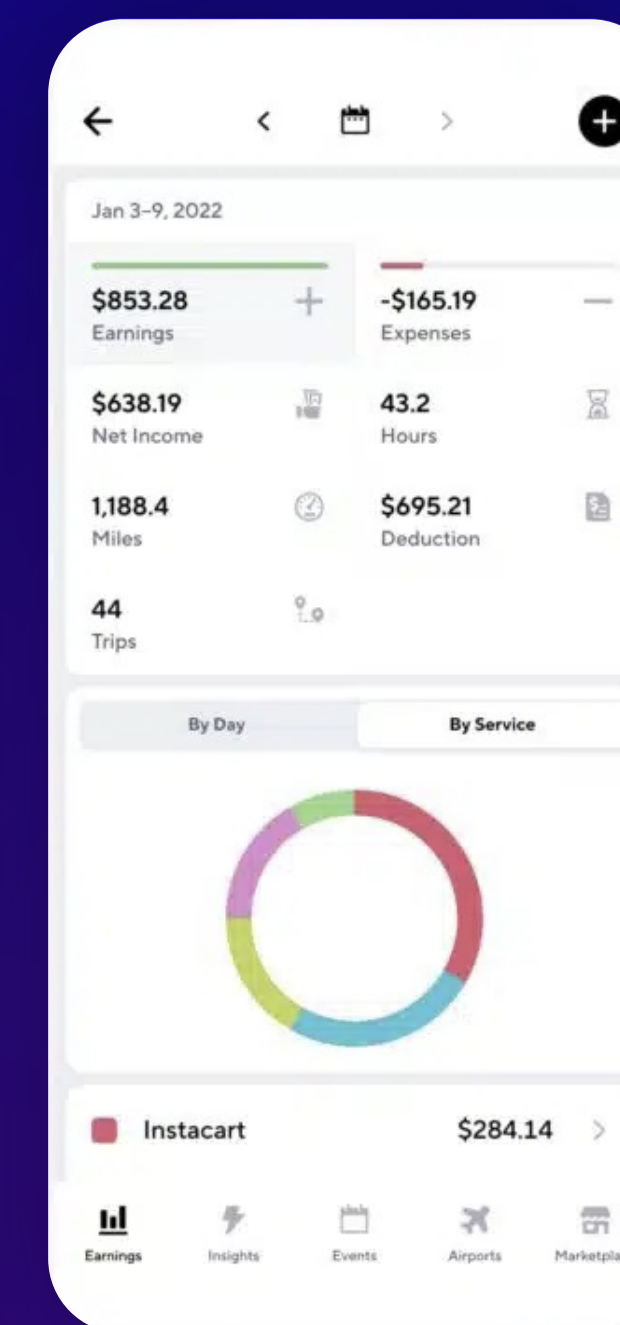 Jan 3-9, 2022
$853.28
Earnings
-$165.19
Expenses
$638.19
Net Income
43.2
Hours
1,188.4
Miles
$695.21
Deduction
44
Trips
By Day
By Service
Instacart
$284.14
Earnings
Insights
Events
Airports
Marketpla